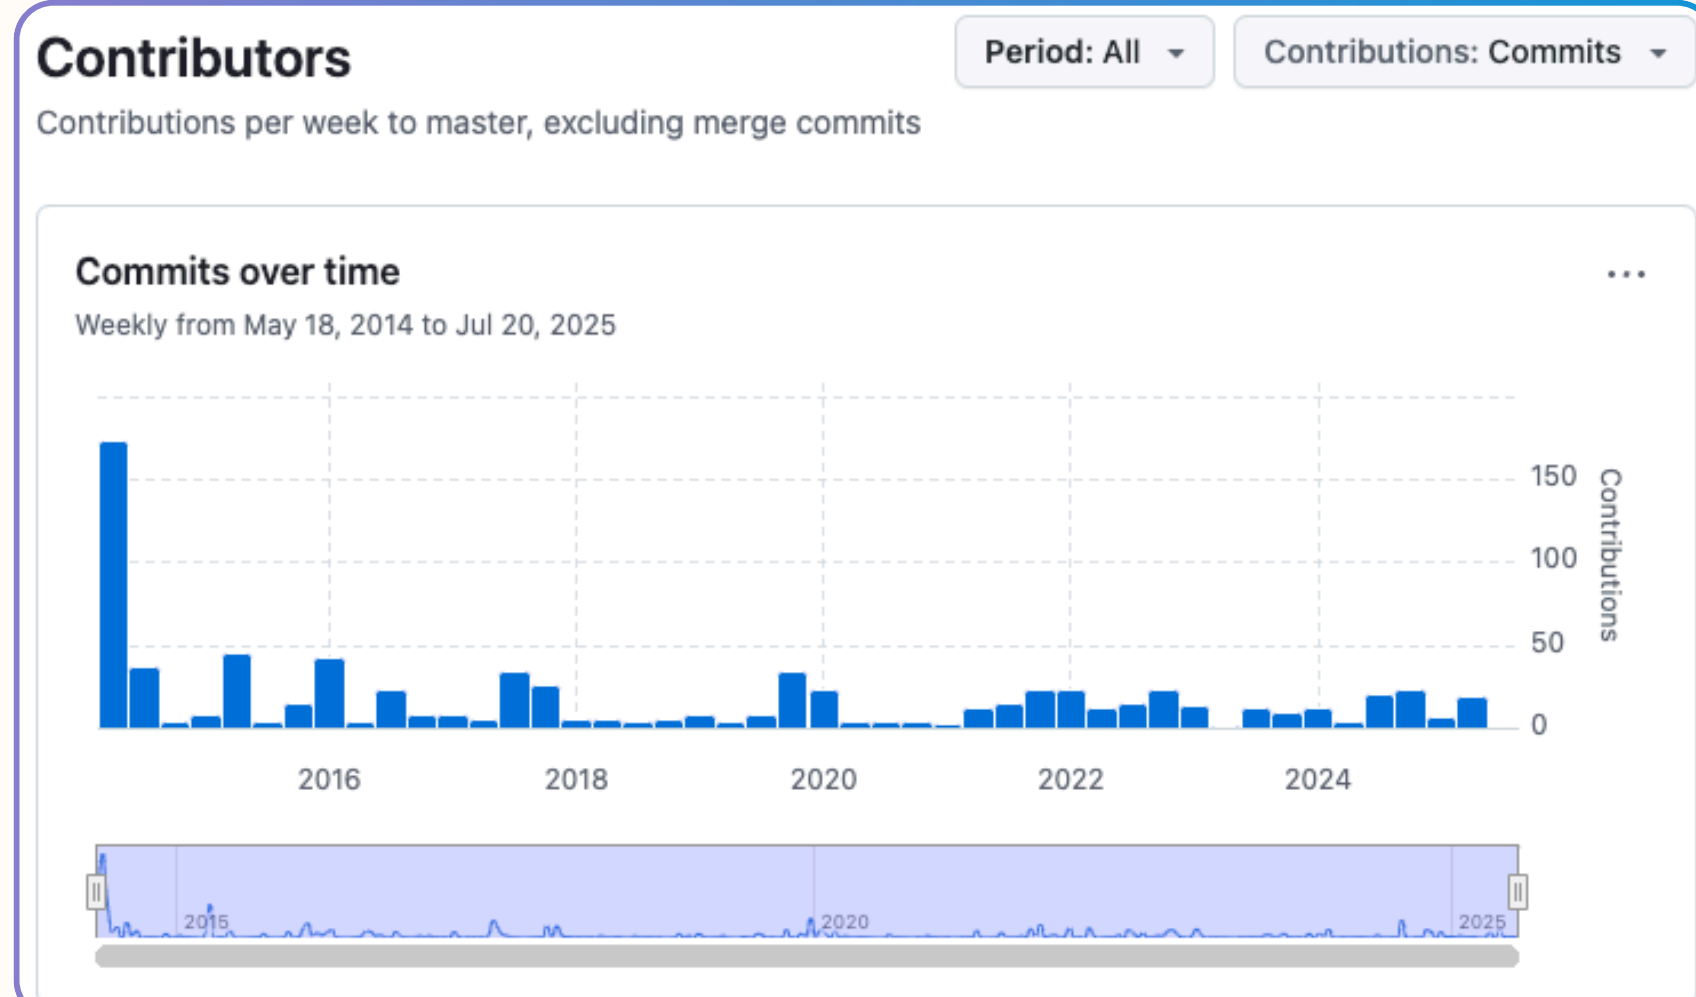 Contributors
Period: All
Contributions: Commits
Contributions per week to master, excluding merge commits
Commits over time
Weekly from May 18, 2014 to Jul 20, 2025
150
100
50
0
Contributions
2016 2018 2020 2022 2024
2015 2020 2025